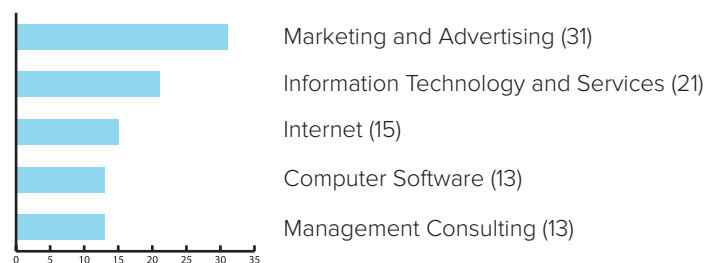 Marketing and Advertising (31)
Information Technology and Services (21)
Internet (15)
Computer Software (13)
Management Consulting (13)
0 5 10 15 20 25 30 35